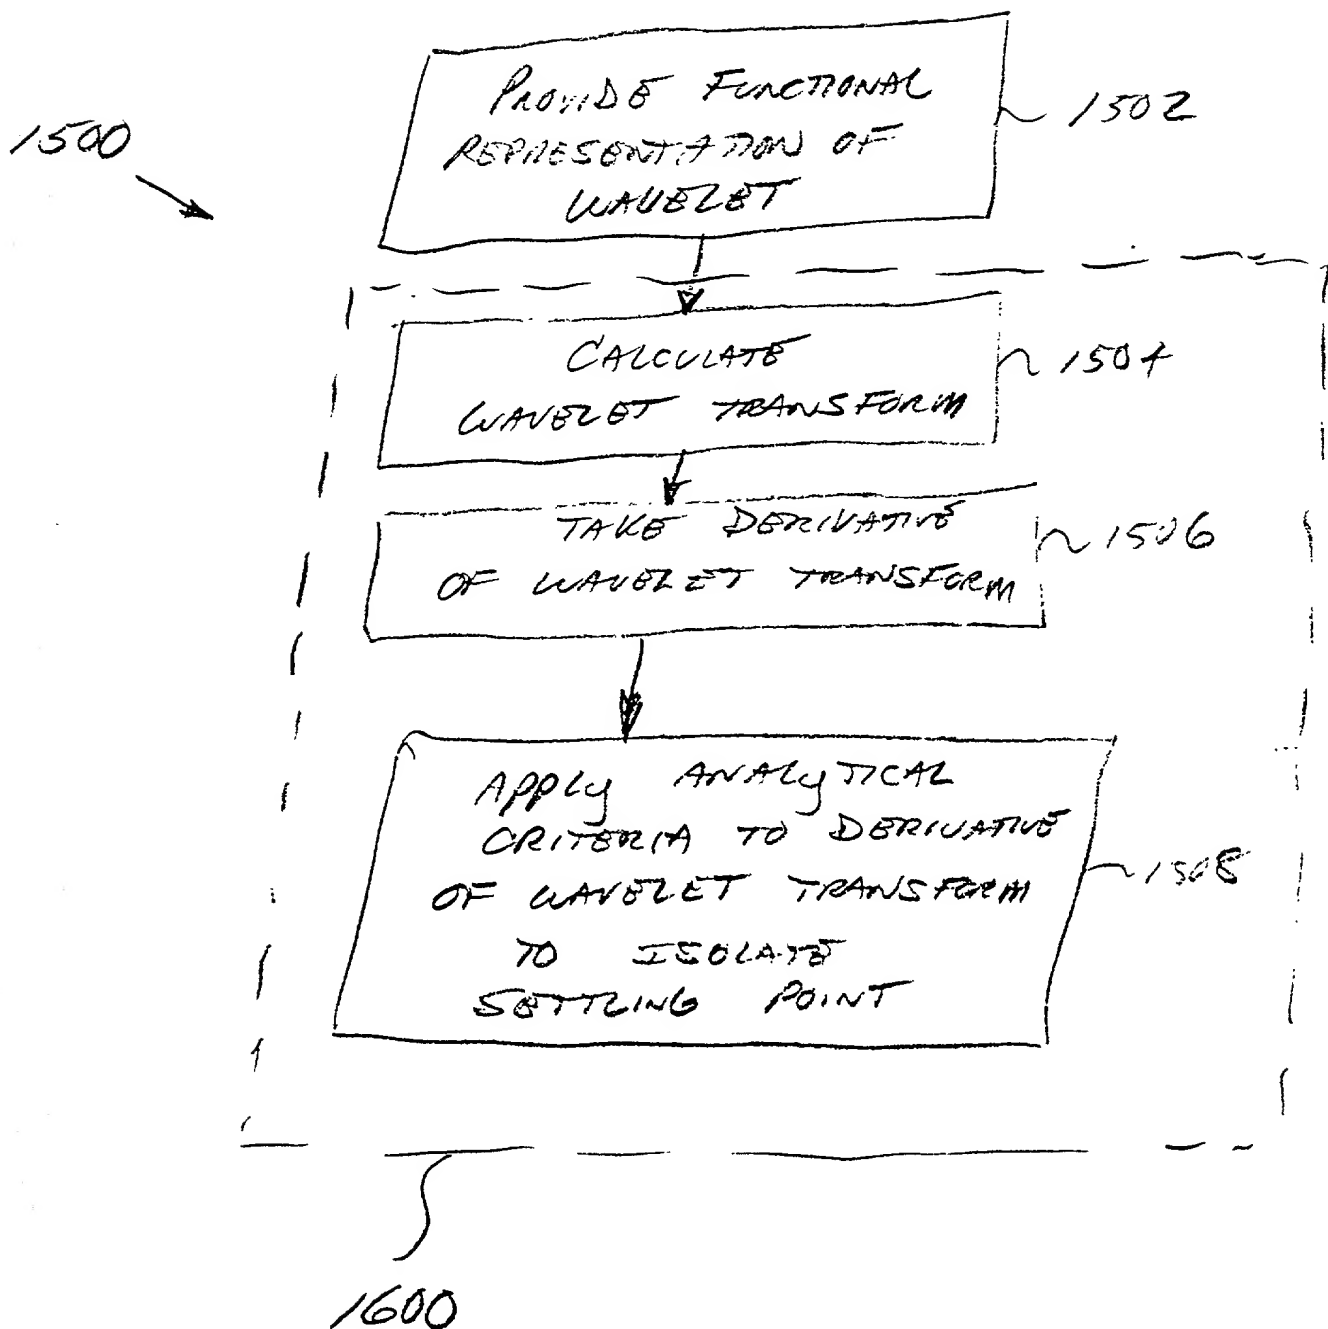 1500
PROVIDE FUNCTIONAL
REPRESENTATION OF
WAVELET
1502
CALCULATE
WAVELET TRANSFORM
1504
TAKE DERIVATIVE
OF WAVELET TRANSFORM
1506
APPLY ANALYTICAL
CRITERIA TO DERIVATIVE
OF WAVELET TRANSFORM
TO ISOLATE
SETTLING POINT
1508
1600